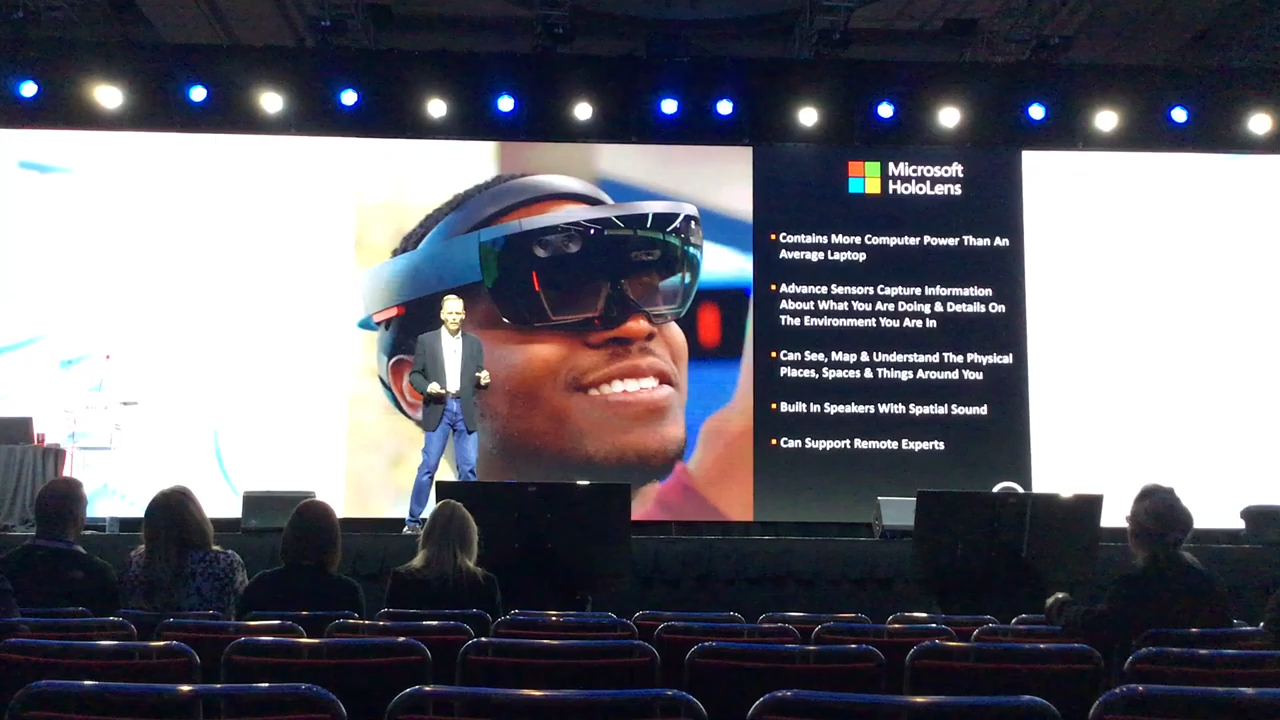 Microsoft
HoloLens
▪ Contains More Computer Power Than An
Average Laptop
▪ Advance Sensors Capture Information
About What You Are Doing & Details On
The Environment You Are In
▪ Can See, Map & Understand The Physical
Places, Spaces & Things Around You
▪ Built In Speakers With Spatial Sound
▪ Can Support Remote Experts